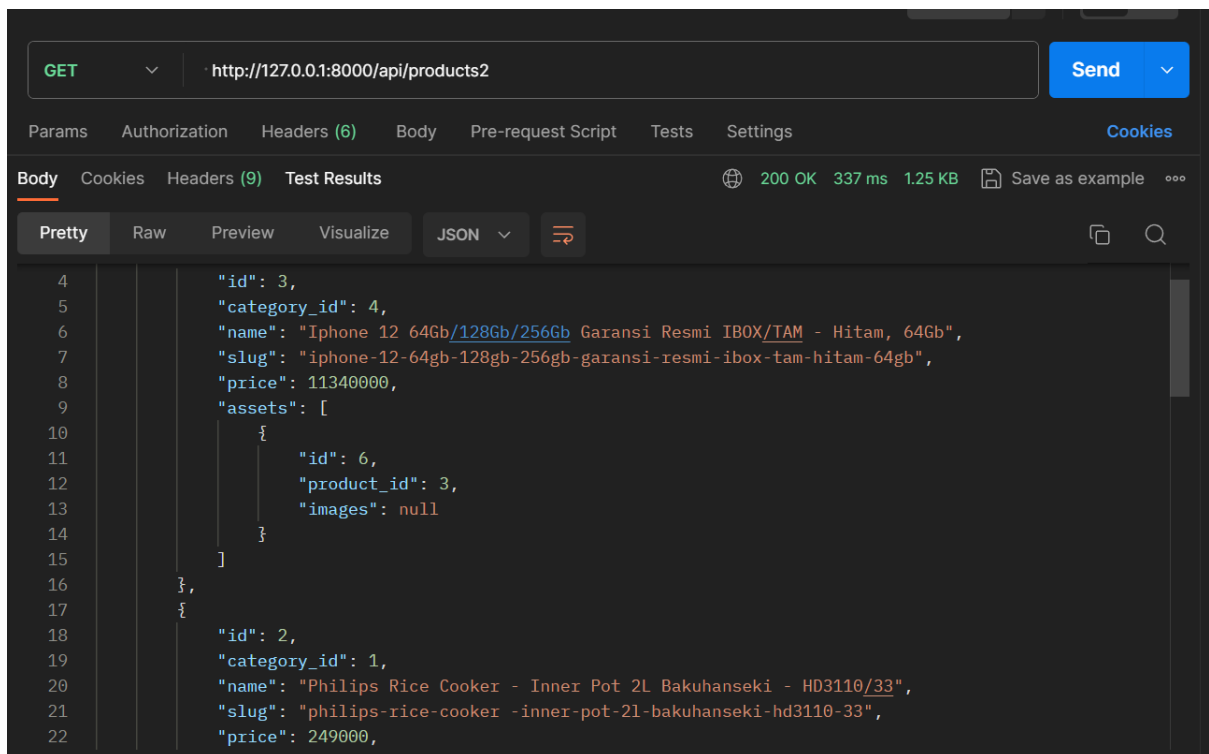 GET http://127.0.0.1:8000/api/products2 Send
Params Authorization Headers (6) Body Pre-request Script Tests Settings Cookies
Body Cookies Headers (9) Test Results 200 OK 337 ms 1.25 KB Save as example
Pretty Raw Preview Visualize JSON
4 "id": 3,
5 "category_id": 4,
6 "name": "Iphone 12 64Gb/128Gb/256Gb Garansi Resmi IBOX/TAM - Hitam, 64Gb",
7 "slug": "iphone-12-64gb-128gb-256gb-garansi-resmi-ibox-tam-hitam-64gb",
8 "price": 11340000,
9 "assets": [
10 {
11 "id": 6,
12 "product_id": 3,
13 "images": null
14 }
15 ]
16 },
17 {
18 "id": 2,
19 "category_id": 1,
20 "name": "Philips Rice Cooker - Inner Pot 2L Bakuhanseki - HD3110/33",
21 "slug": "philips-rice-cooker -inner-pot-2l-bakuhanseki-hd3110-33",
22 "price": 249000,